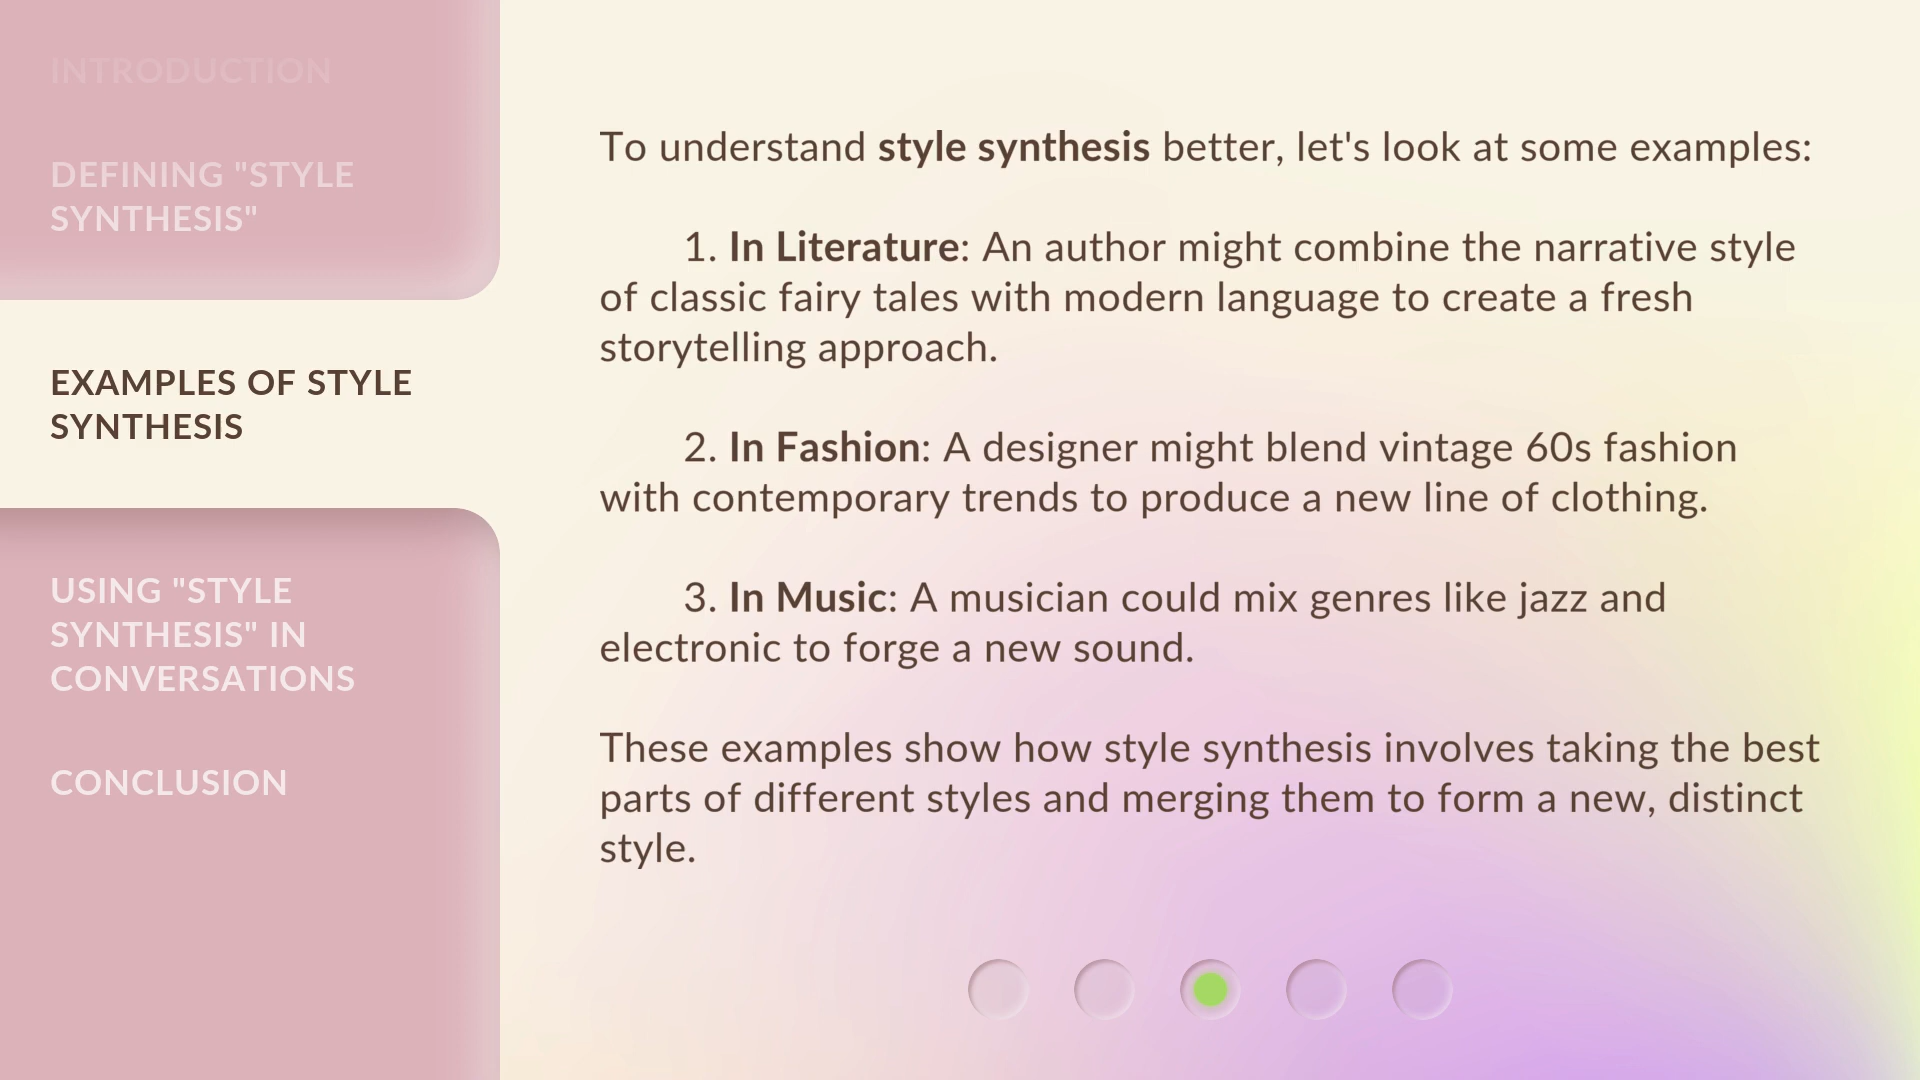 INTRODUCTION
DEFINING "STYLE
SYNTHESIS"
EXAMPLES OF STYLE
SYNTHESIS
USING "STYLE
SYNTHESIS" IN
CONVERSATIONS
CONCLUSION
To understand style synthesis better, let's look at some examples:
1. In Literature: An author might combine the narrative style
of classic fairy tales with modern language to create a fresh
storytelling approach.
2. In Fashion: A designer might blend vintage 60s fashion
with contemporary trends to produce a new line of clothing.
3. In Music: A musician could mix genres like jazz and
electronic to forge a new sound.
These examples show how style synthesis involves taking the best
parts of different styles and merging them to form a new, distinct
style.